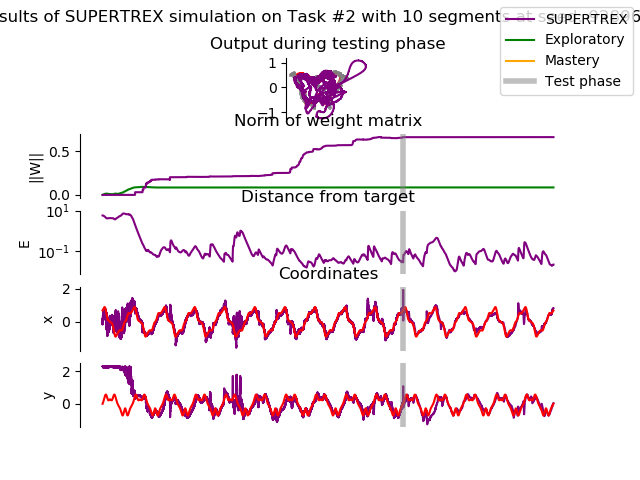 sults of SUPERTREX simulation on Task #2 with 10 segments at
SUPERTREX
Exploratory
Mastery
Test phase
Output during testing phase
1
0
−1
Norm of weight matrix
||W||
0.5
0.0
Distance from target
E
10¹
10⁻¹
Coordinates
x
2
0
y
2
0